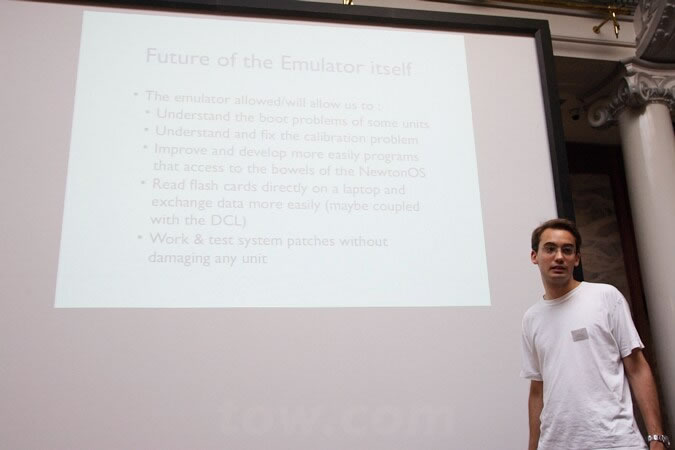 Future of the Emulator itself
• The emulator allowed/will allow us to :
• Understand the boot problems of some units
• Understand and fix the calibration problem
• Improve and develop more easily programs
that access to the bowels of the NewtonOS
• Read flash cards directly on a laptop and
exchange data more easily (maybe coupled
with the DCL)
• Work & test system patches without
damaging any unit
tow.com